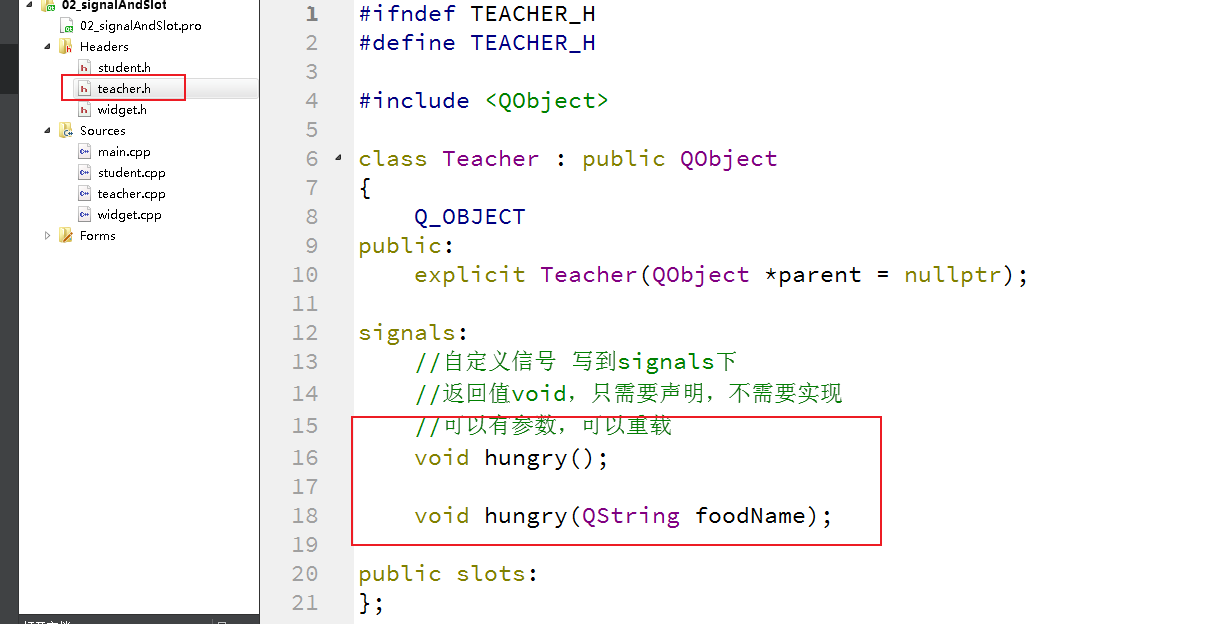 02_signalAndSlot
02_signalAndSlot.pro
Headers
student.h
teacher.h
widget.h
Sources
main.cpp
student.cpp
teacher.cpp
widget.cpp
Forms
打开文档
1 #ifndef TEACHER_H
2 #define TEACHER_H
3
4 #include <QObject>
5
6 class Teacher : public QObject
7 {
8 Q_OBJECT
9 public:
10 explicit Teacher(QObject *parent = nullptr);
11
12 signals:
13 //自定义信号 写到signals下
14 //返回值void，只需要声明，不需要实现
15 //可以有参数，可以重载
16 void hungry();
17
18 void hungry(QString foodName);
19
20 public slots:
21 };